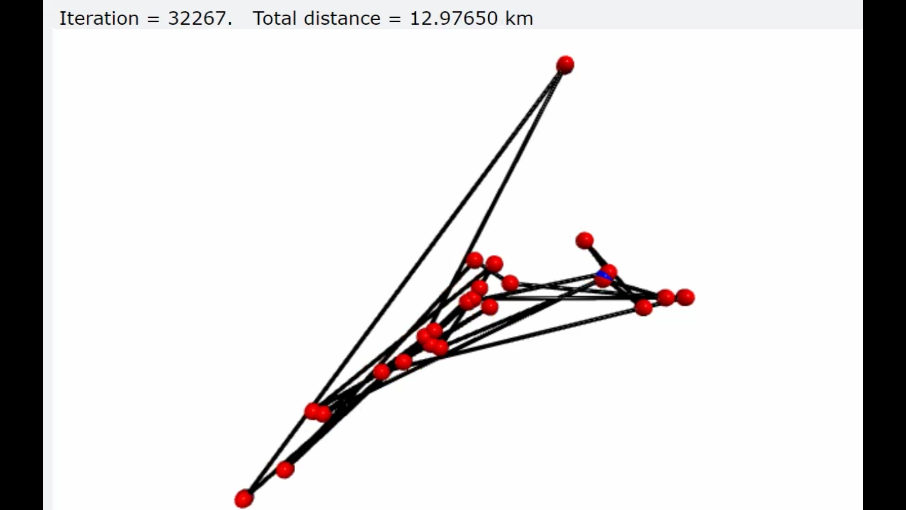 Iteration = 32267. Total distance = 12.97650 km